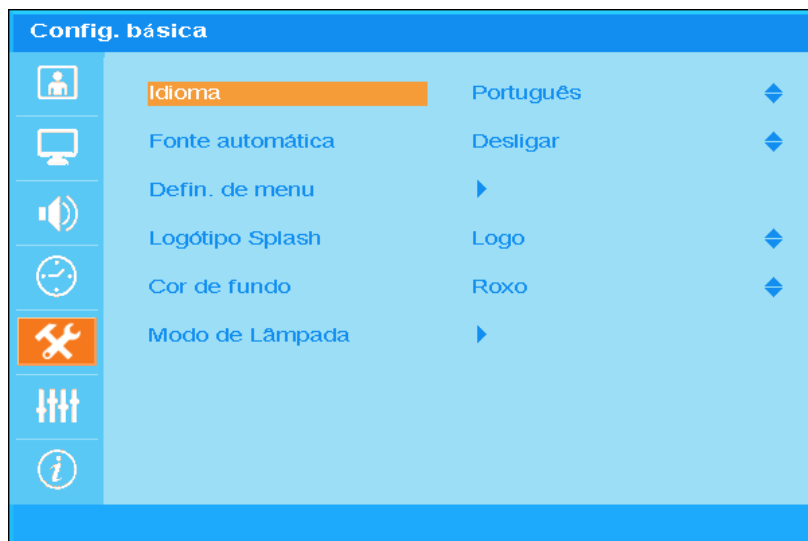 Config. básica
Idioma Português
Fonte automática Desligar
Defin. de menu
Logótipo Splash Logo
Cor de fundo Roxo
Modo de Lâmpada
i